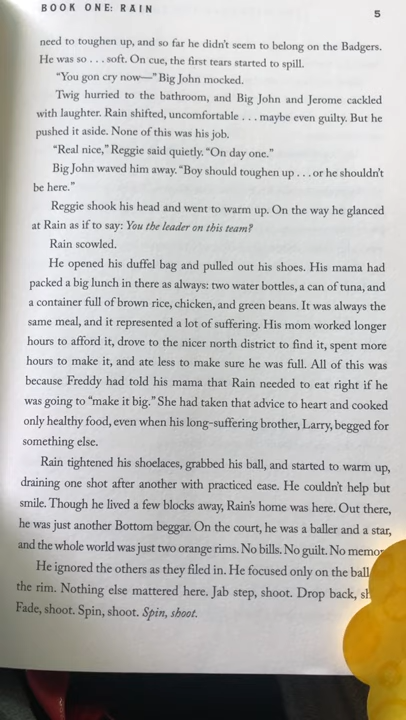 BOOK ONE: RAIN
5
need to toughen up, and so far he didn't seem to belong on the Badgers.
He was so . . . soft. On cue, the first tears started to spill.
"You gon cry now—" Big John mocked.
Twig hurried to the bathroom, and Big John and Jerome cackled
with laughter. Rain shifted, uncomfortable . . . maybe even guilty. But he
pushed it aside. None of this was his job.
"Real nice," Reggie said quietly. "On day one."
Big John waved him away. "Boy should toughen up . . . or he shouldn't
be here."
Reggie shook his head and went to warm up. On the way he glanced
at Rain as if to say: You the leader on this team?
Rain scowled.
He opened his duffel bag and pulled out his shoes. His mama had
packed a big lunch in there as always: two water bottles, a can of tuna, and
a container full of brown rice, chicken, and green beans. It was always the
same meal, and it represented a lot of suffering. His mom worked longer
hours to afford it, drove to the nicer north district to find it, spent more
hours to make it, and ate less to make sure he was full. All of this was
because Freddy had told his mama that Rain needed to eat right if he
was going to "make it big." She had taken that advice to heart and cooked
only healthy food, even when his long-suffering brother, Larry, begged for
something else.
Rain tightened his shoelaces, grabbed his ball, and started to warm up,
draining one shot after another with practiced ease. He couldn't help but
smile. Though he lived a few blocks away, Rain's home was here. Out there,
he was just another Bottom beggar. On the court, he was a baller and a star,
and the whole world was just two orange rims. No bills. No guilt. No
He ignored the others as they filed in. He focused only on the ball
the rim. Nothing else mattered here. Jab step, shoot. Drop back,
Fade, shoot. Spin, shoot. Spin, shoot.